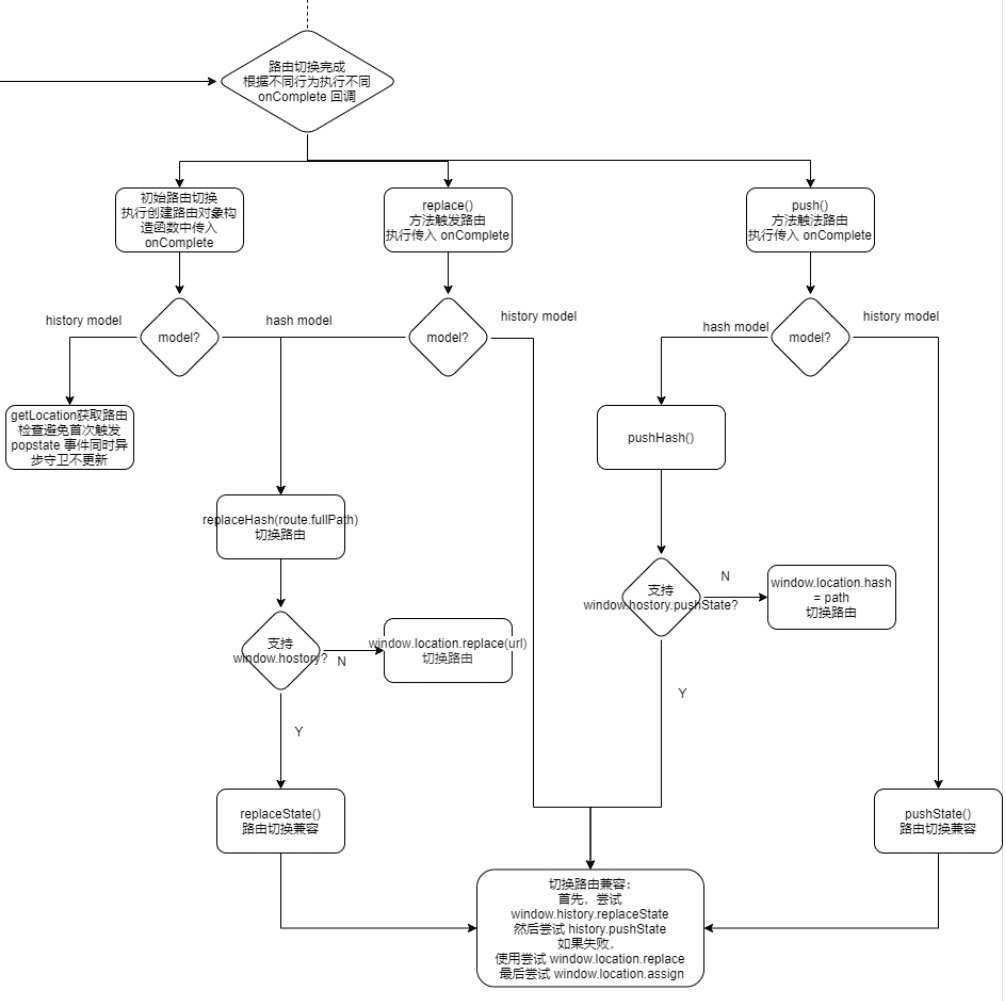 路由切换完成
根据不同行为执行不同
onComplete 回调
初始路由切换
执行创建路由对象构
造函数中传入
onComplete
replace()
方法触发路由
执行传入 onComplete
push()
方法触法路由
执行传入 onComplete
history model
model?
hash model
model?
history model
hash model
model?
history model
getLocation获取路由
检查避免首次触发
popstate 事件同时异
步守卫不更新
pushHash()
replaceHash(route.fullPath)
切换路由
支持
window.hostory.pushState?
N
window.location.hash
= path
切换路由
支持
window.hostory?
N
window.location.replace(url)
切换路由
Y
Y
replaceState()
路由切换兼容
pushState()
路由切换兼容
切换路由兼容：
首先，尝试
window.history.replaceState
然后尝试 history.pushState
如果失败，
使用尝试 window.location.replace
最后尝试 window.location.assign